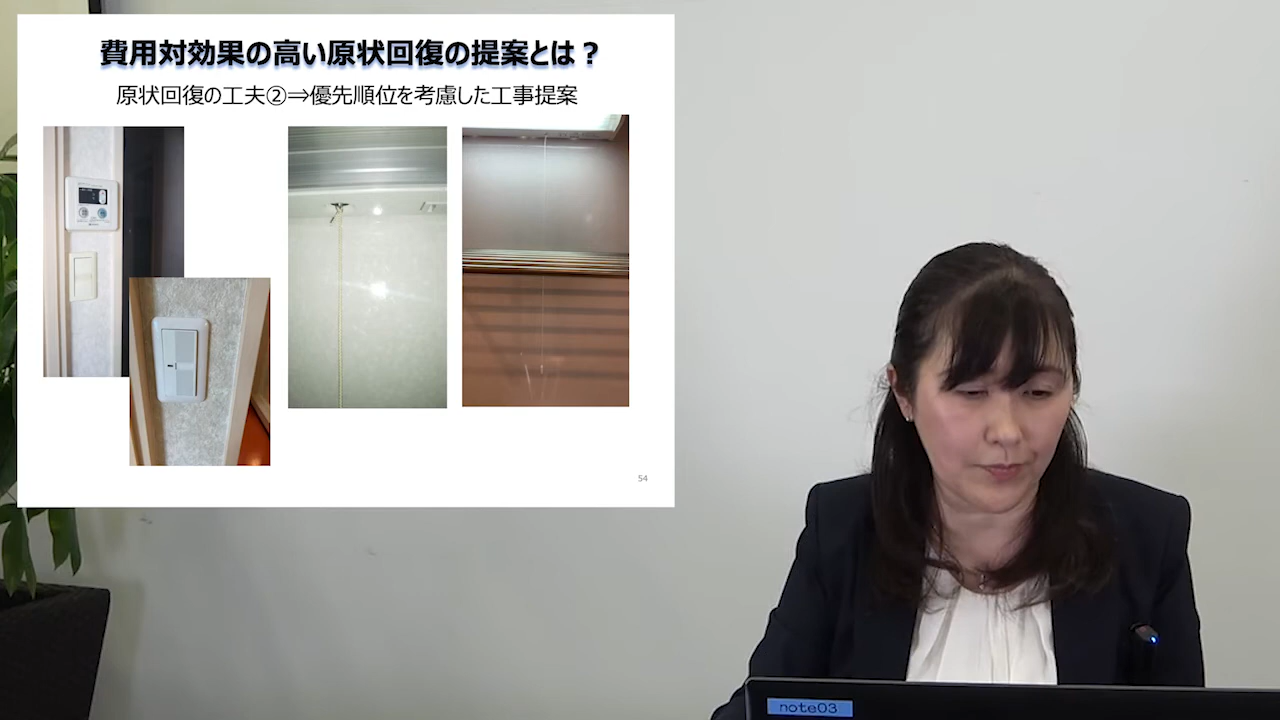 費用対効果の高い原状回復の提案とは？
原状回復の工夫②⇒優先順位を考慮した工事提案
54
note03